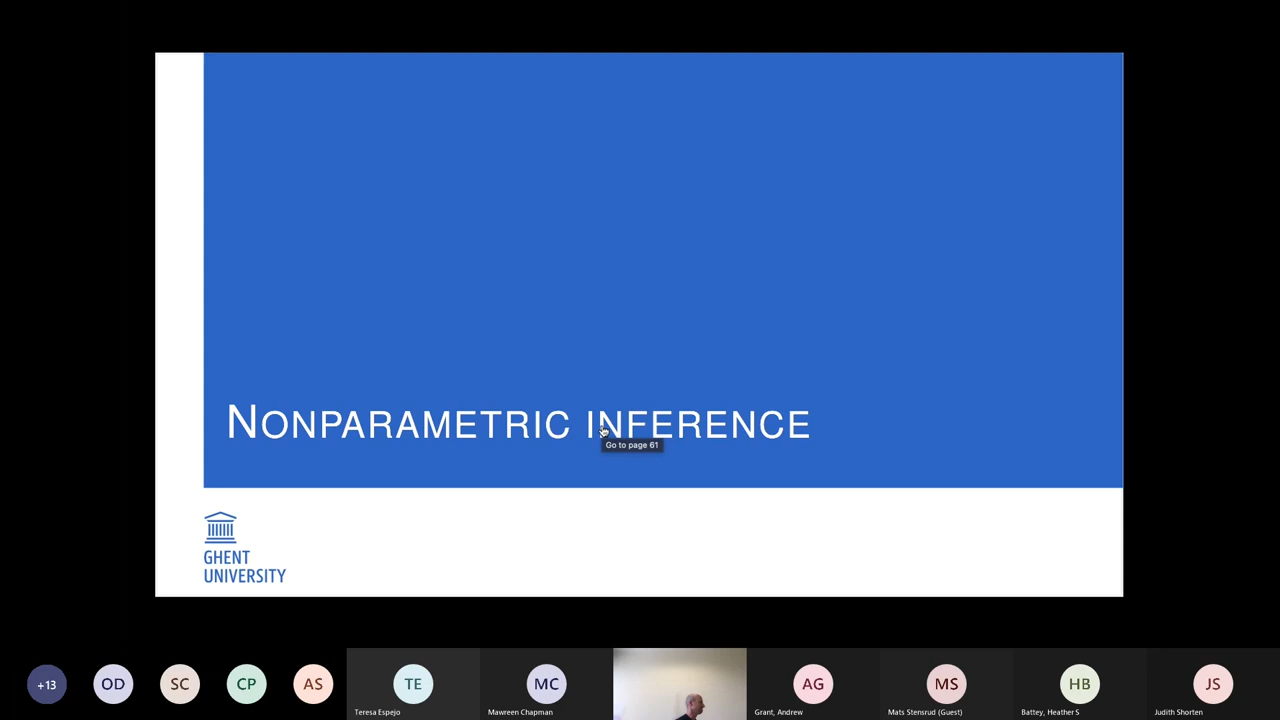 NONPARAMETRIC INFERENCE
Go to page 61
GHENT
UNIVERSITY
+13
OD
SC
CP
AS
TE
MC
AG
MS
HB
JS
Teresa Espejo
Mawreen Chapman
Grant, Andrew
Mats Stensrud (Guest)
Battey, Heather S
Judith Shorten